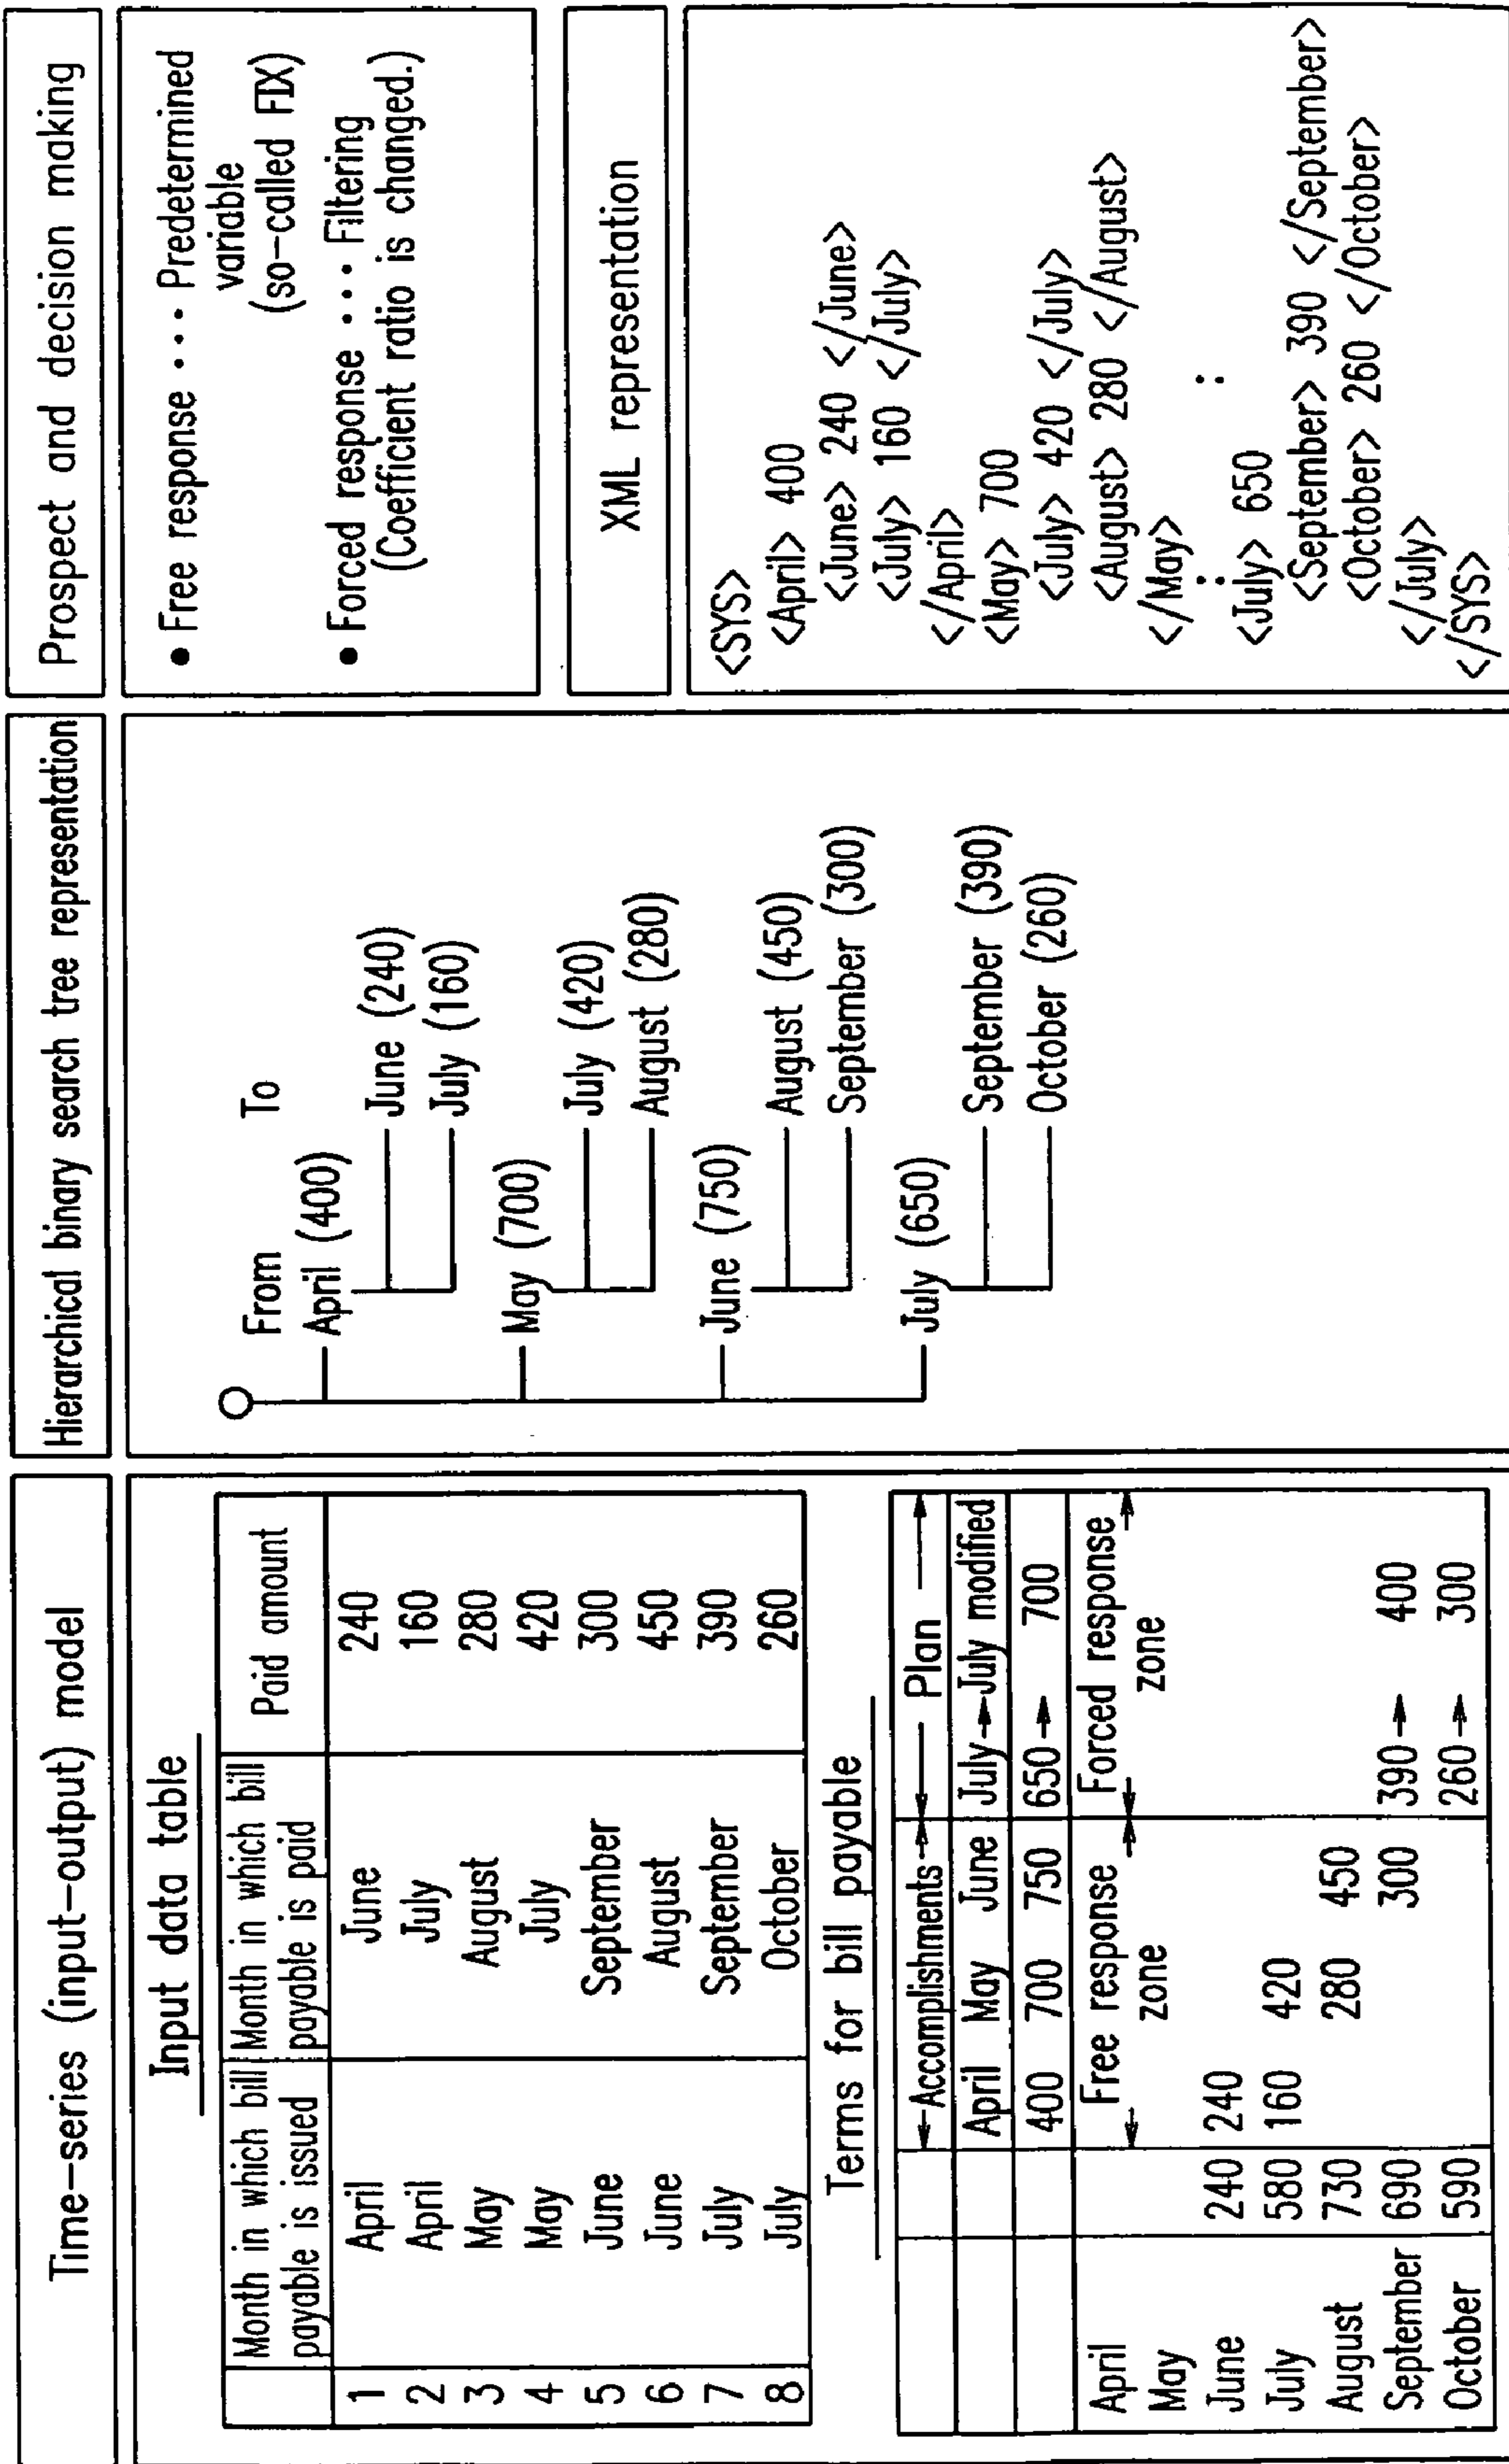 Time-series (input-output) model
Input data table
Month in which bill payable is issued Month in which bill payable is paid Paid amount
1 April June 240
2 April July 160
3 May August 280
4 May July 420
5 June September 300
6 June August 450
7 July September 390
8 July October 260
Terms for bill payable
Accomplishments Plan
April May June July → July modified
400 700 750 650 → 700
Free response zone Forced response zone
April
May
June 240 240
July 580 160 420
August 730 280 450
September 690 300 390 → 400
October 590 260 → 300
Hierarchical binary search tree representation
From To
April (400)
June (240)
July (160)
May (700)
July (420)
August (280)
June (750)
August (450)
September (300)
July (650)
September (390)
October (260)
Prospect and decision making
• Free response ··· Predetermined
variable
(so-called FIX)
• Forced response ··· Filtering
(Coefficient ratio is changed.)
XML representation
<SYS>
<April> 400
<June> 240 </June>
<July> 160 </July>
</April>
<May> 700
<July> 420 </July>
<August> 280 </August>
</May>
: :
<July> 650
<September> 390 </September>
<October> 260 </October>
</July>
</SYS>